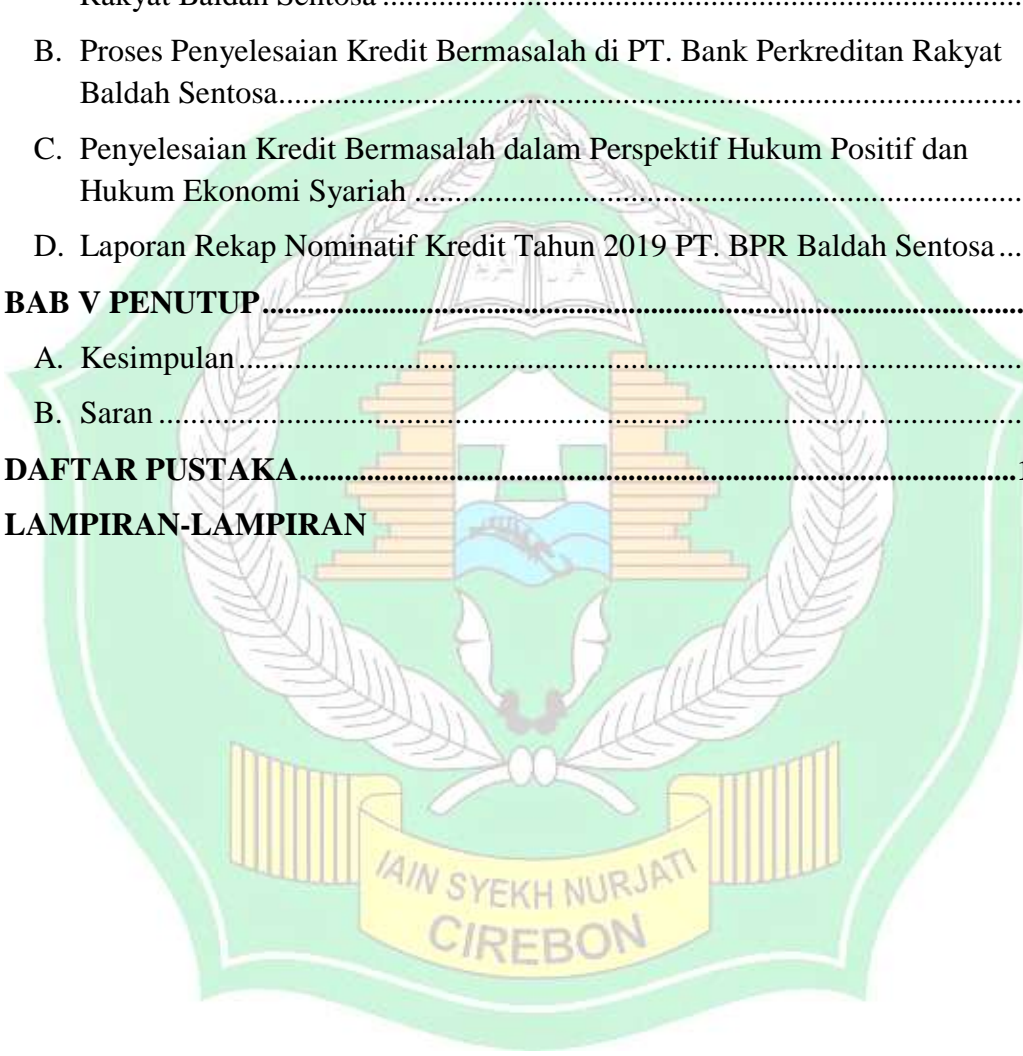 Rakyat Baldah Sentosa ....................................................................................
B. Proses Penyelesaian Kredit Bermasalah di PT. Bank Perkreditan Rakyat
Baldah Sentosa....................................................................................................
C. Penyelesaian Kredit Bermasalah dalam Perspektif Hukum Positif dan
Hukum Ekonomi Syariah ..................................................................................
D. Laporan Rekap Nominatif Kredit Tahun 2019 PT. BPR Baldah Sentosa ...
BAB V PENUTUP.......................................................................................................
A. Kesimpulan.........................................................................................................
B. Saran ...................................................................................................................
DAFTAR PUSTAKA.................................................................................................1
LAMPIRAN-LAMPIRAN
IAIN SYEKH NURJATI
CIREBON